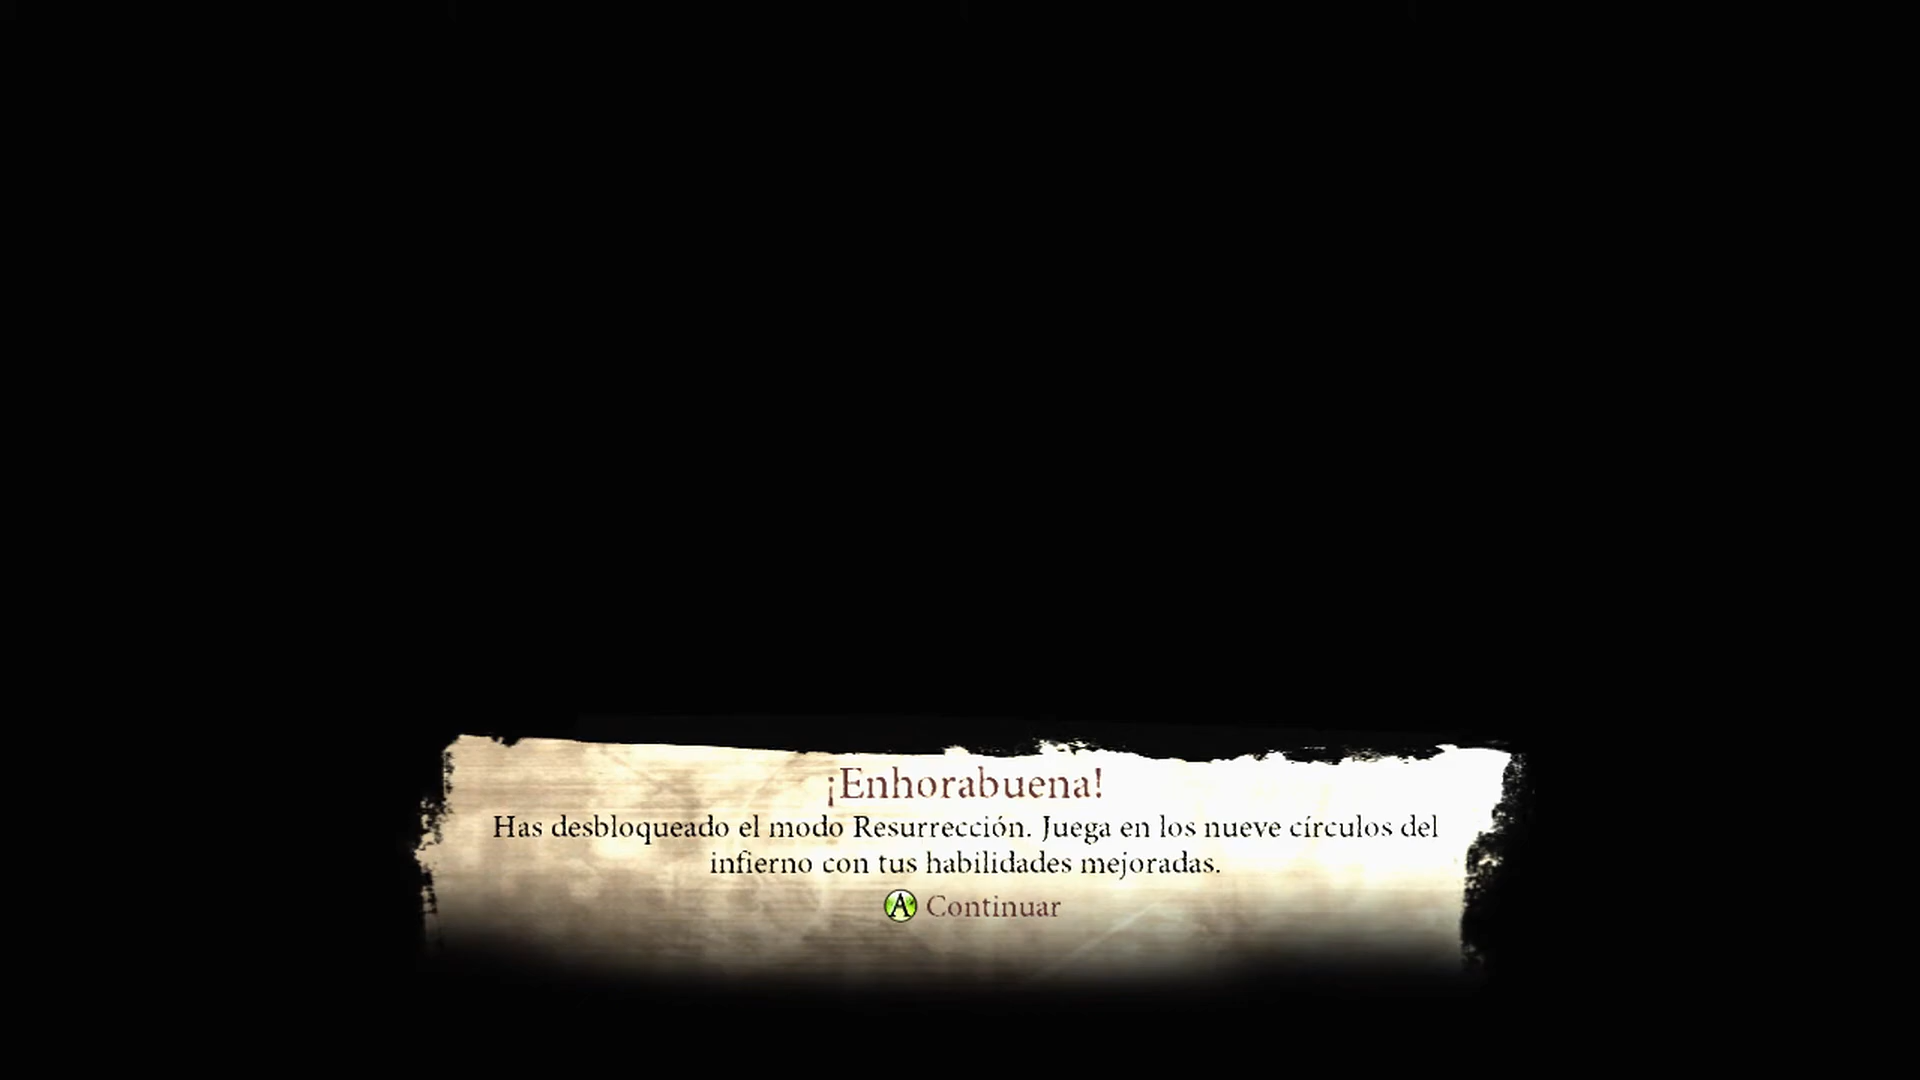 ¡Enhorabuena!
Has desbloqueado el modo Resurrección. Juega en los nueve círculos del
infierno con tus habilidades mejoradas.
A Continuar